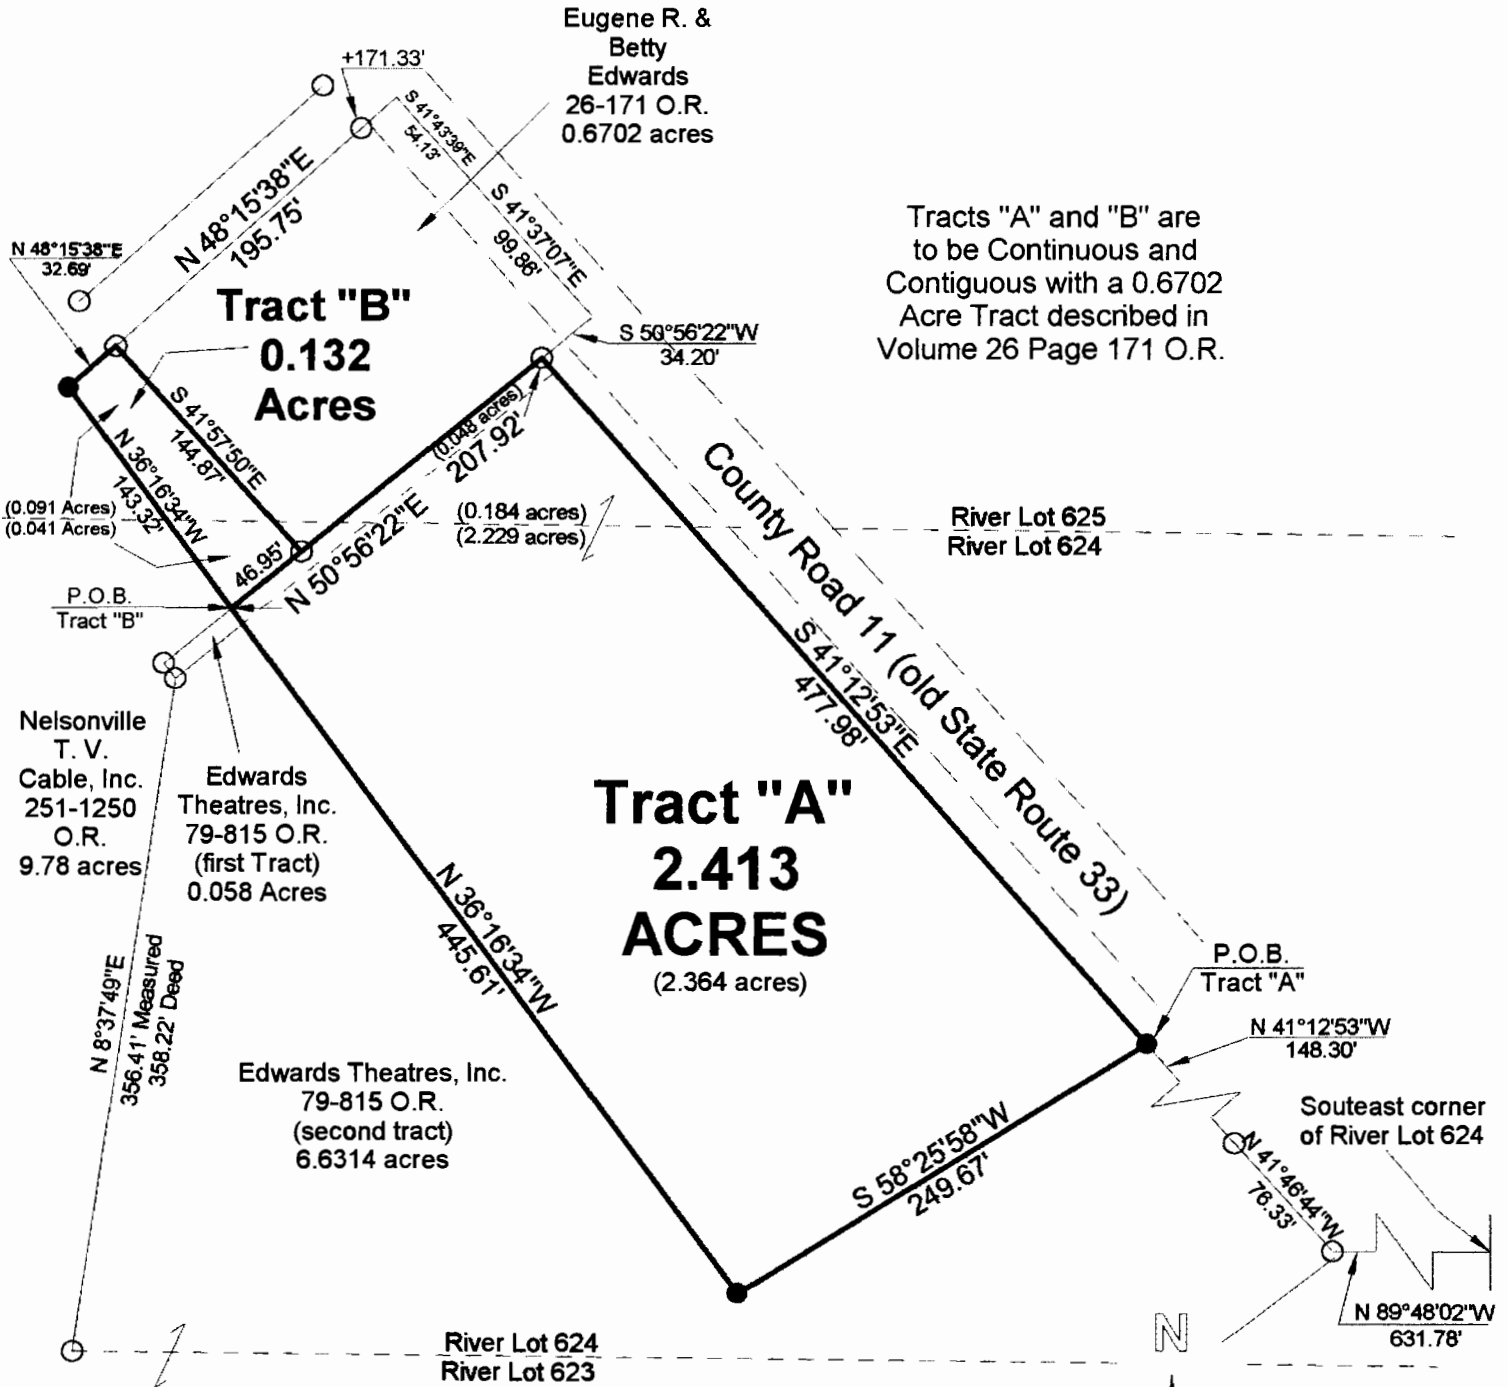 Eugene R. &
Betty
Edwards
26-171 O.R.
0.6702 acres
+171.33'
S 41°43'39"E
54.13'
N 48°15'38"E
195.75'
S 41°37'07"E
99.86'
N 48°15'38"E
32.69'
Tracts "A" and "B" are
to be Continuous and
Contiguous with a 0.6702
Acre Tract described in
Volume 26 Page 171 O.R.
Tract "B"
0.132
Acres
S 50°56'22"W
34.20'
S 41°57'50"E
144.87'
N 36°16'34"W
143.32'
(0.048 acres)
207.92'
N 50°56'22"E
46.95'
(0.091 Acres)
(0.041 Acres)
(0.184 acres)
(2.229 acres)
River Lot 625
River Lot 624
County Road 11 (old State Route 33)
P.O.B.
Tract "B"
S 41°12'53"E
477.98'
Nelsonville
T. V.
Cable, Inc.
251-1250
O.R.
9.78 acres
Edwards
Theatres, Inc.
79-815 O.R.
(first Tract)
0.058 Acres
Tract "A"
2.413
ACRES
(2.364 acres)
N 36°16'34"W
445.61'
P.O.B.
Tract "A"
N 41°12'53"W
148.30'
N 8°37'49"E
356.41' Measured
358.22' Deed
Edwards Theatres, Inc.
79-815 O.R.
(second tract)
6.6314 acres
S 58°25'58"W
249.67'
Souteast corner
of River Lot 624
N 41°46'44"W
76.33'
N 89°48'02"W
631.78'
River Lot 624
River Lot 623
N